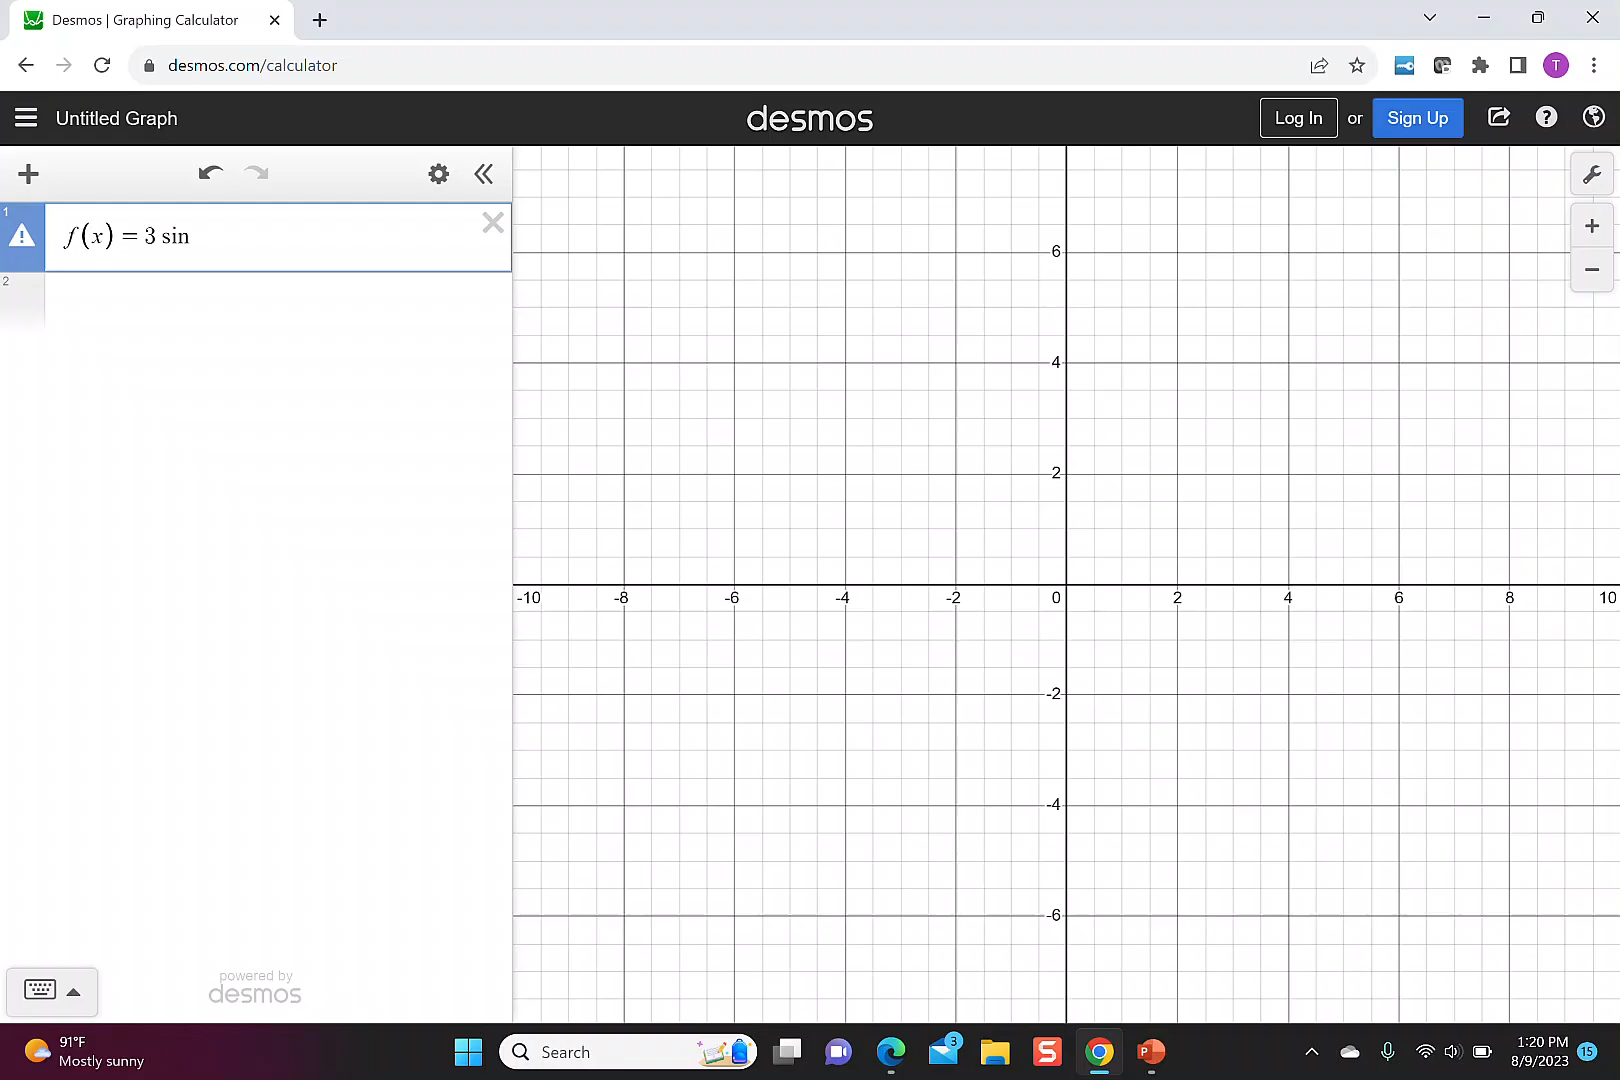 Desmos | Graphing Calculator
desmos.com/calculator
T
Untitled Graph
desmos
Log In or Sign Up
1
f(x) = 3 sin
2
6
4
2
-10 -8 -6 -4 -2 0 2 4 6 8 10
-2
-4
-6
powered by
desmos
91°F
Mostly sunny
Search
3
S
P
1:20 PM
8/9/2023
15